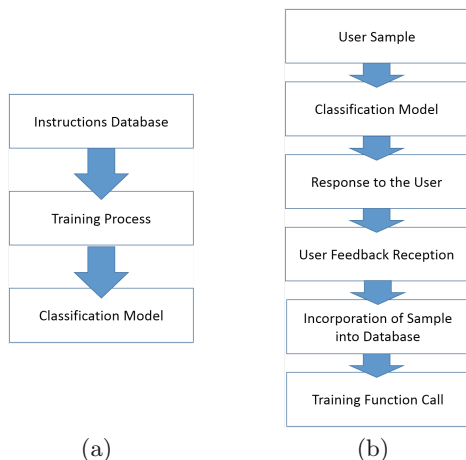 Instructions Database
Training Process
Classification Model
(a)
User Sample
Classification Model
Response to the User
User Feedback Reception
Incorporation of Sample
into Database
Training Function Call
(b)